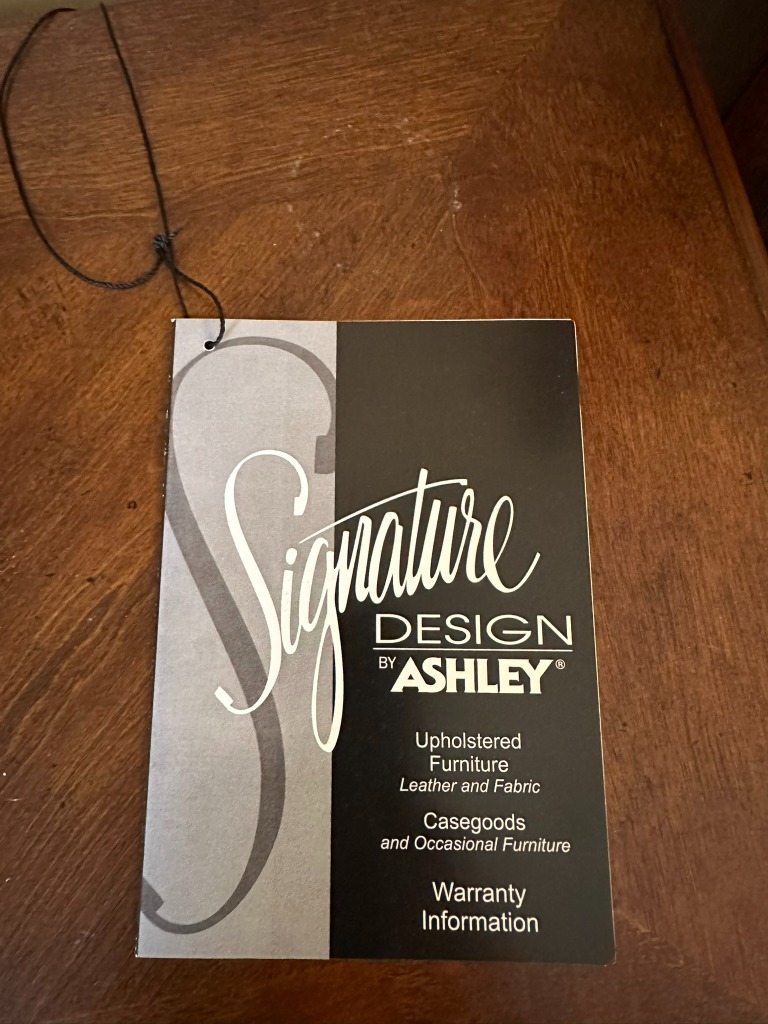 Signature
DESIGN
BY ASHLEY®
Upholstered
Furniture
Leather and Fabric
Casegoods
and Occasional Furniture
Warranty
Information